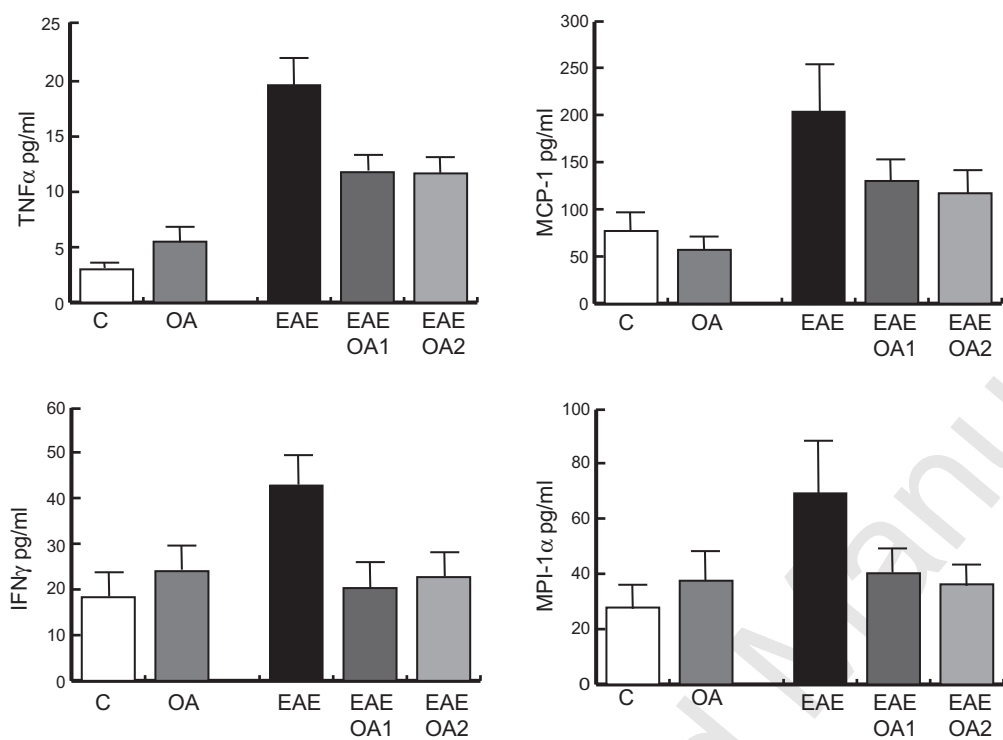 25
20
15
10
5
0
TNFα pg/ml
C OA EAE EAE EAE
OA1 OA2
300
250
200
150
100
50
0
MCP-1 pg/ml
C OA EAE EAE EAE
OA1 OA2
60
50
40
30
20
10
0
IFNγ pg/ml
C OA EAE EAE EAE
OA1 OA2
100
80
60
40
20
0
MPI-1α pg/ml
C OA EAE EAE EAE
OA1 OA2
d Manu